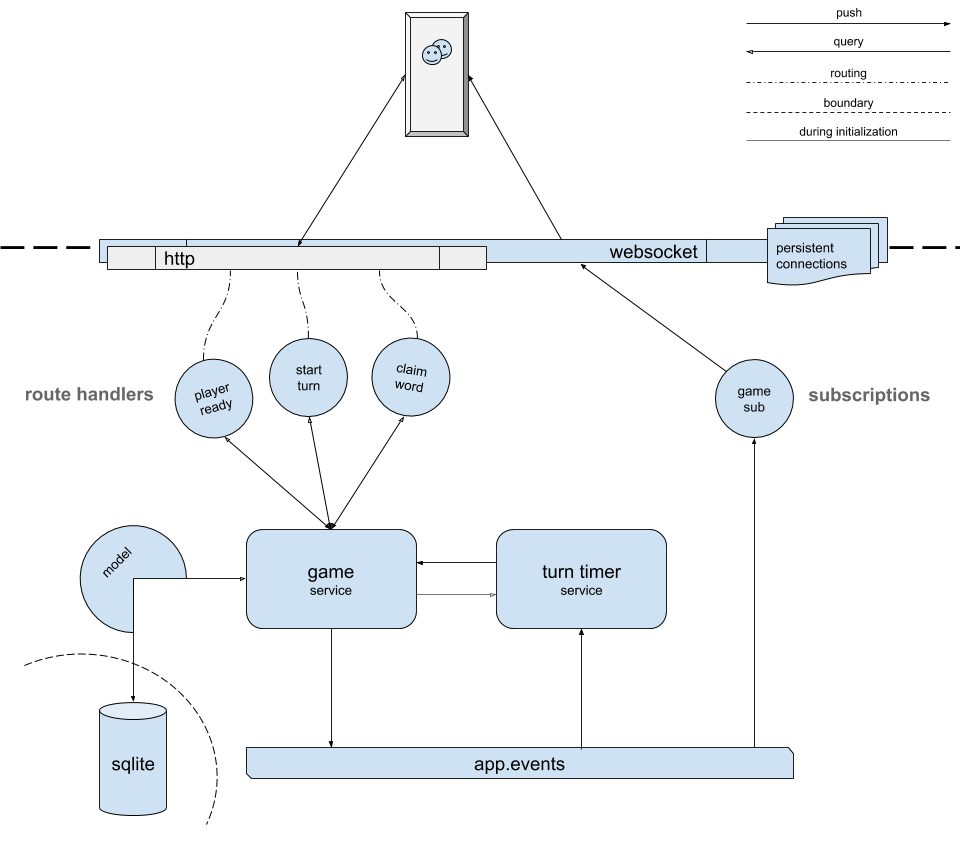 push
query
routing
boundary
during initialization
http
websocket
persistent
connections
route handlers
player
ready
start
turn
claim
word
game
sub
subscriptions
model
game
service
turn timer
service
sqlite
app.events